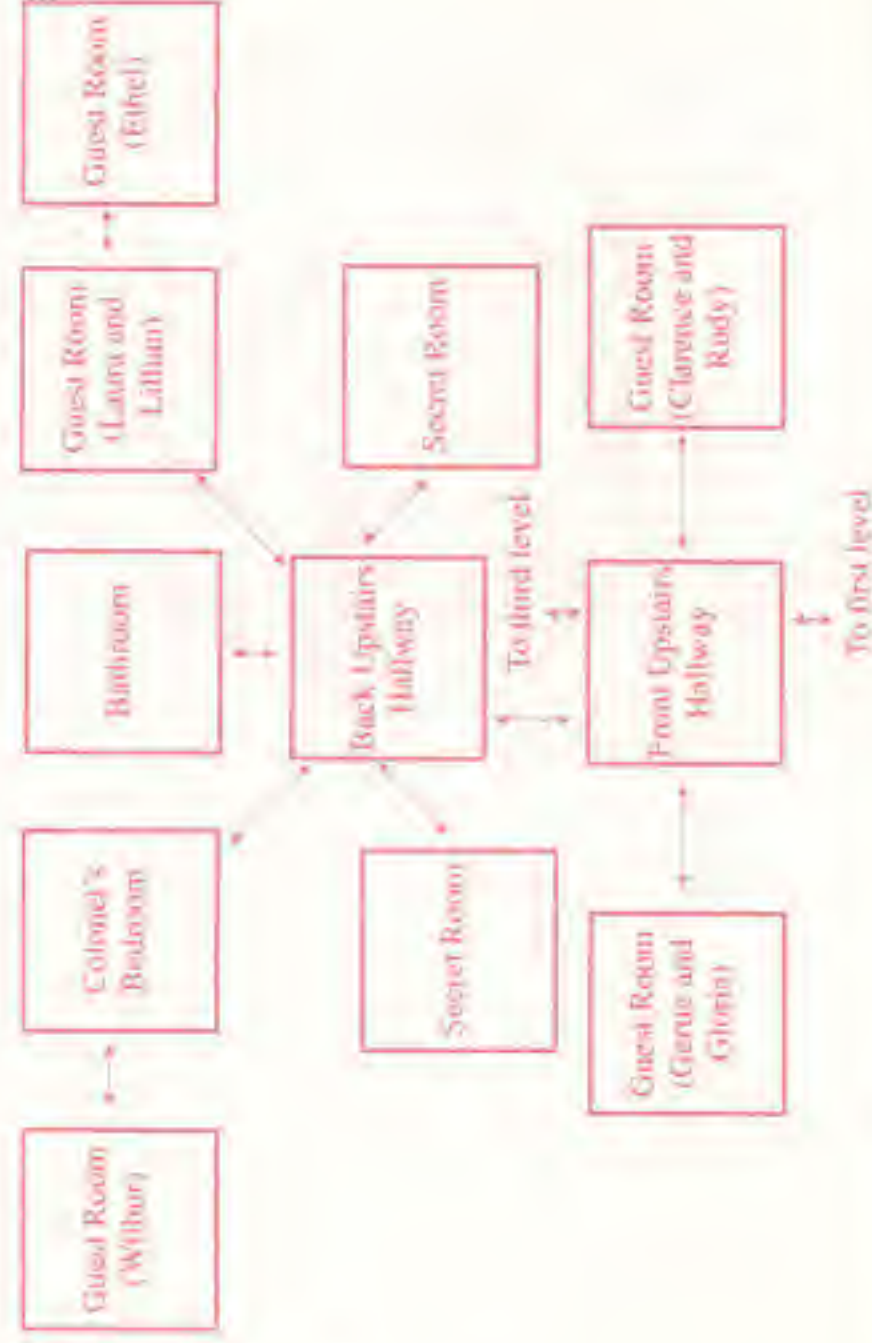 Guest Room
(Wilbur)
Colonel's
Bedroom
Bathroom
Guest Room
(Laura and
Lillian)
Guest Room
(Ethel)
Secret Room
Back Upstairs
Hallway
Secret Room
To third level
Guest Room
(Gertie and
Gloria)
Front Upstairs
Hallway
Guest Room
(Clarence and
Rudy)
To first level